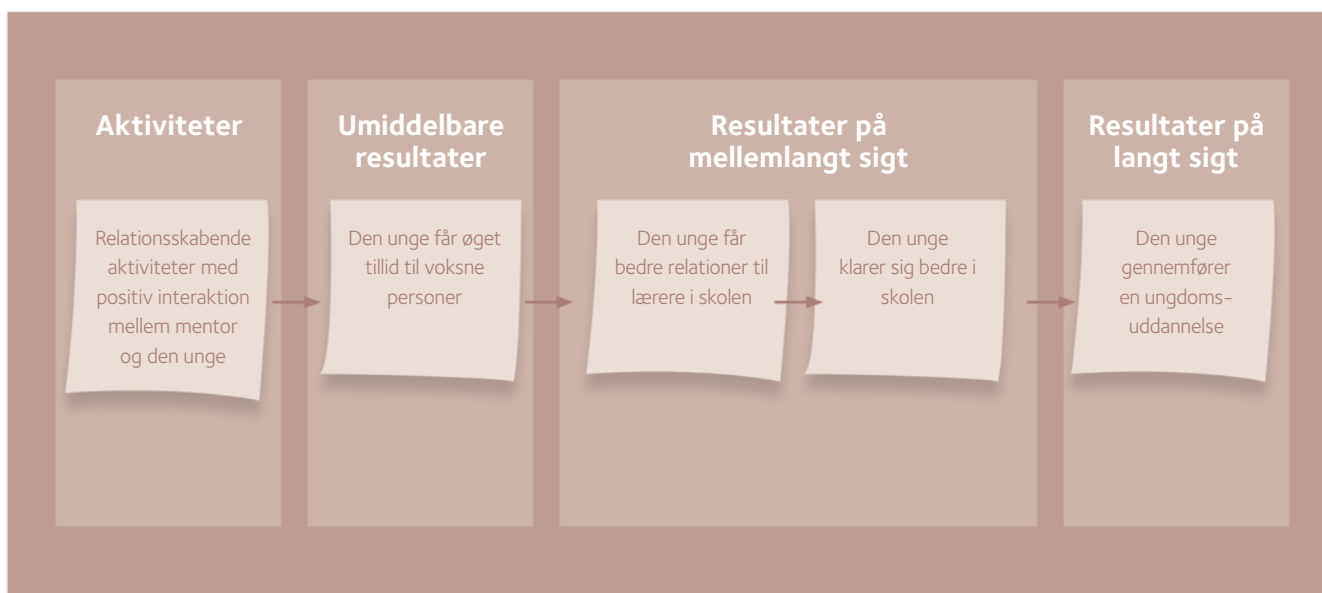 Aktiviteter
Relationsskabende
aktiviteter med
positiv interaktion
mellem mentor
og den unge
Umiddelbare
resultater
Den unge får øget
tillid til voksne
personer
Resultater på
mellemlangt sigt
Den unge får
bedre relationer til
lærere i skolen
Den unge
klarer sig bedre i
skolen
Resultater på
langt sigt
Den unge
gennemfører
en ungdoms-
uddannelse